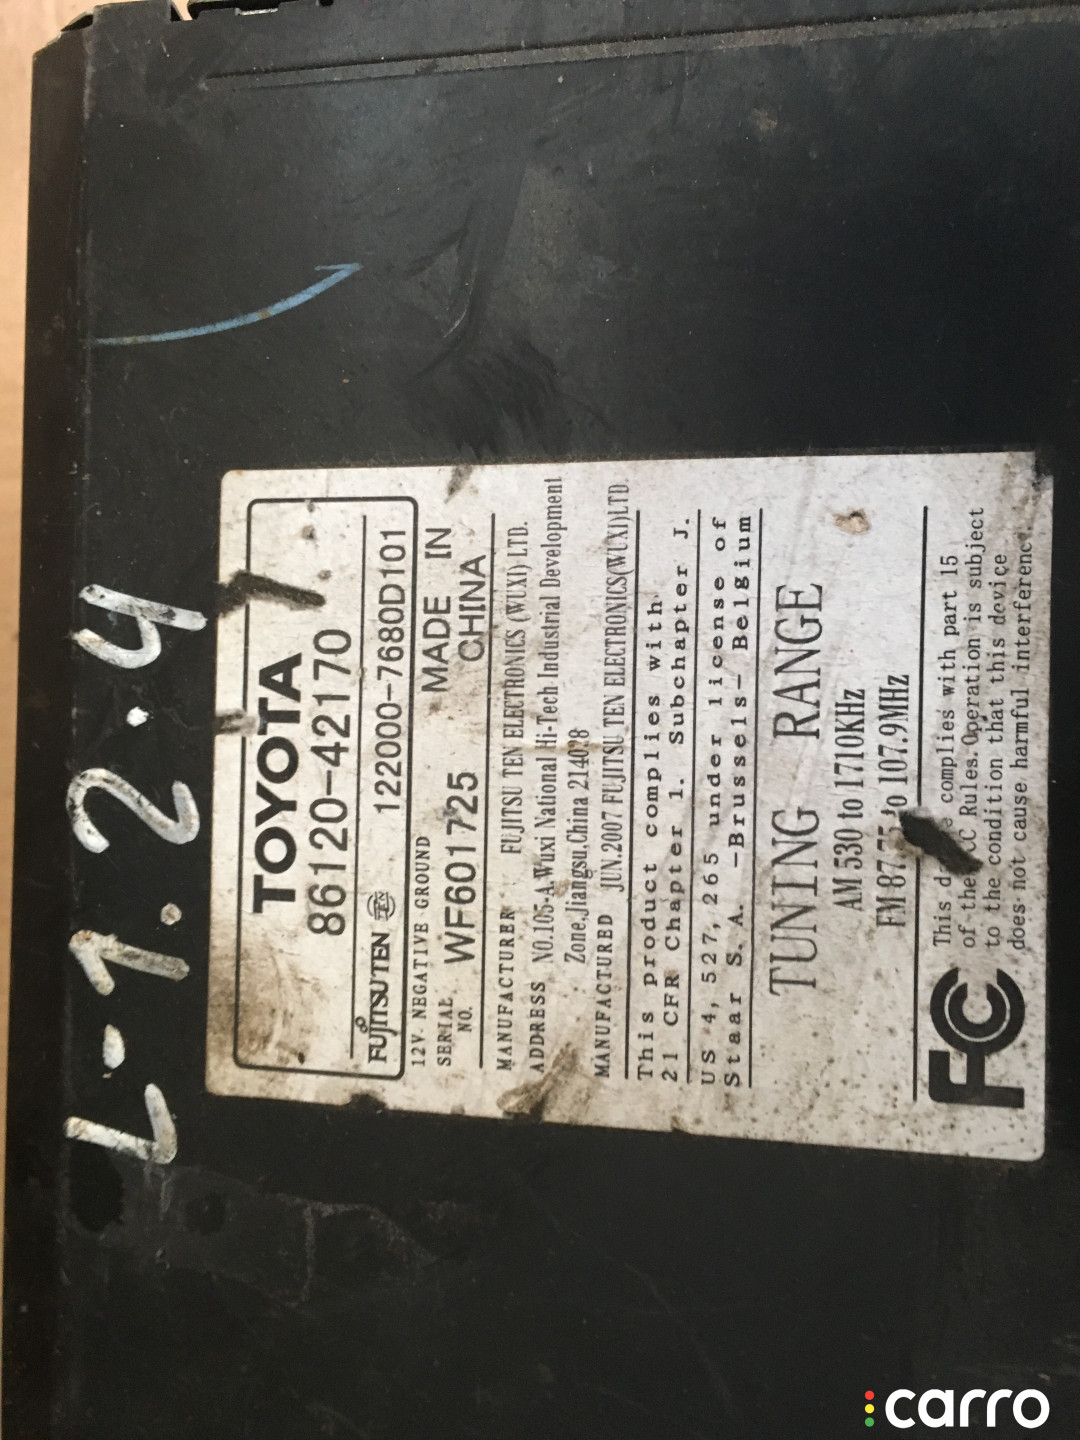 L-1.2.4
TOYOTA
86120-42170
FUJITSU TEN TEN 122000-7680D101
12V NEGATIVE GROUND
MADE IN
CHINA
SERIAL
NO.
WF601725
MANUFACTURER FUJITSU TEN ELECTRONICS (WUXI) LTD.
ADDRESS NO.105-A,Wuxi National Hi-Tech Industrial Development
Zone,Jiangsu,China 214028
MANUFACTURED JUN.2007 FUJITSU TEN ELECTRONICS(WUXI)LTD.
This product complies with
21 CFR Chapter 1. Subchapter J.
US 4,527,265 under license of
Staar S.A. -Brussels- Belgium
TUNING RANGE
AM 530 to 1710KHz
FM 87.75 to 107.9MHz
FC
This complies with part 15
of the Rules.Operation is subject
to the condition that this device
does not cause harmful interference.
carro